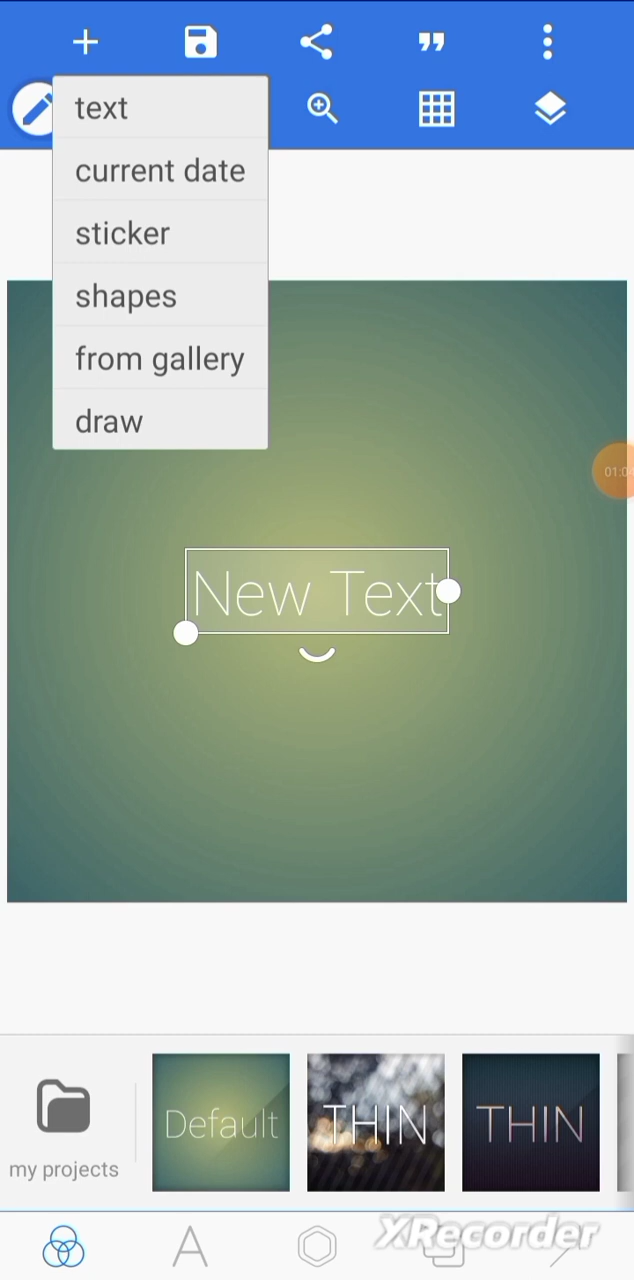 text
current date
sticker
shapes
from gallery
draw
New Text
my projects
Default
THIN
THIN
XRecorder